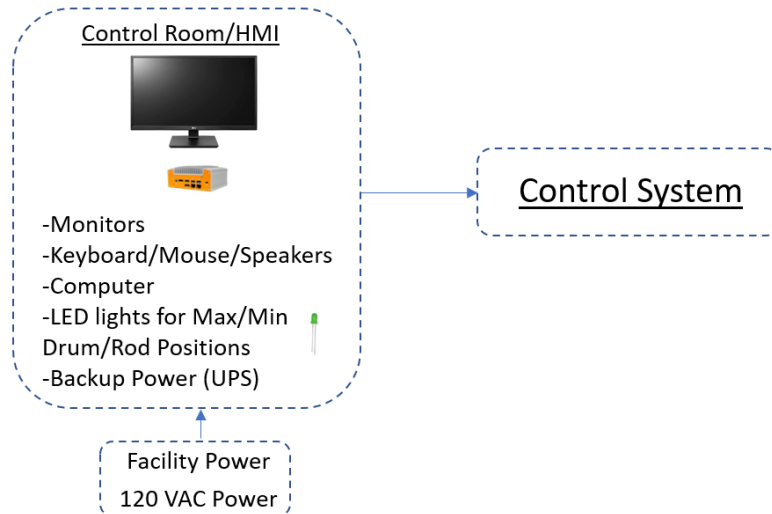 Control Room/HMI
-Monitors
-Keyboard/Mouse/Speakers
-Computer
-LED lights for Max/Min
Drum/Rod Positions
-Backup Power (UPS)
Control System
Facility Power
120 VAC Power